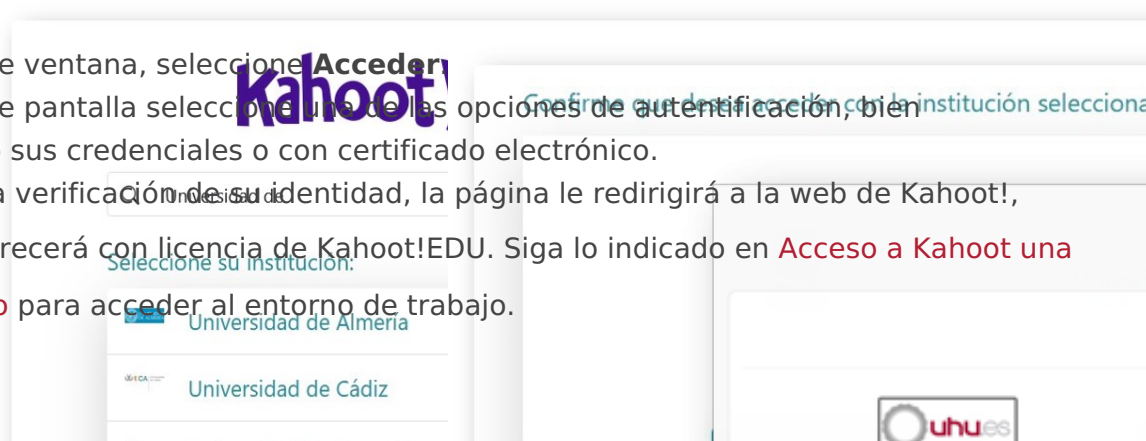 e ventana, seleccione Acceder;
Kahoot!
e pantalla seleccione una de las opciones de autentificación, bien
Confirme que desea acceder con la institución selecciona
sus credenciales o con certificado electrónico.
a verificación de su identidad, la página le redirigirá a la web de Kahoot!,
Universidad de
recerá con licencia de Kahoot!EDU. Siga lo indicado en Acceso a Kahoot una
Seleccione su institución:
o para acceder al entorno de trabajo.
Universidad de Almería
Universidad de Cádiz
uhu.es